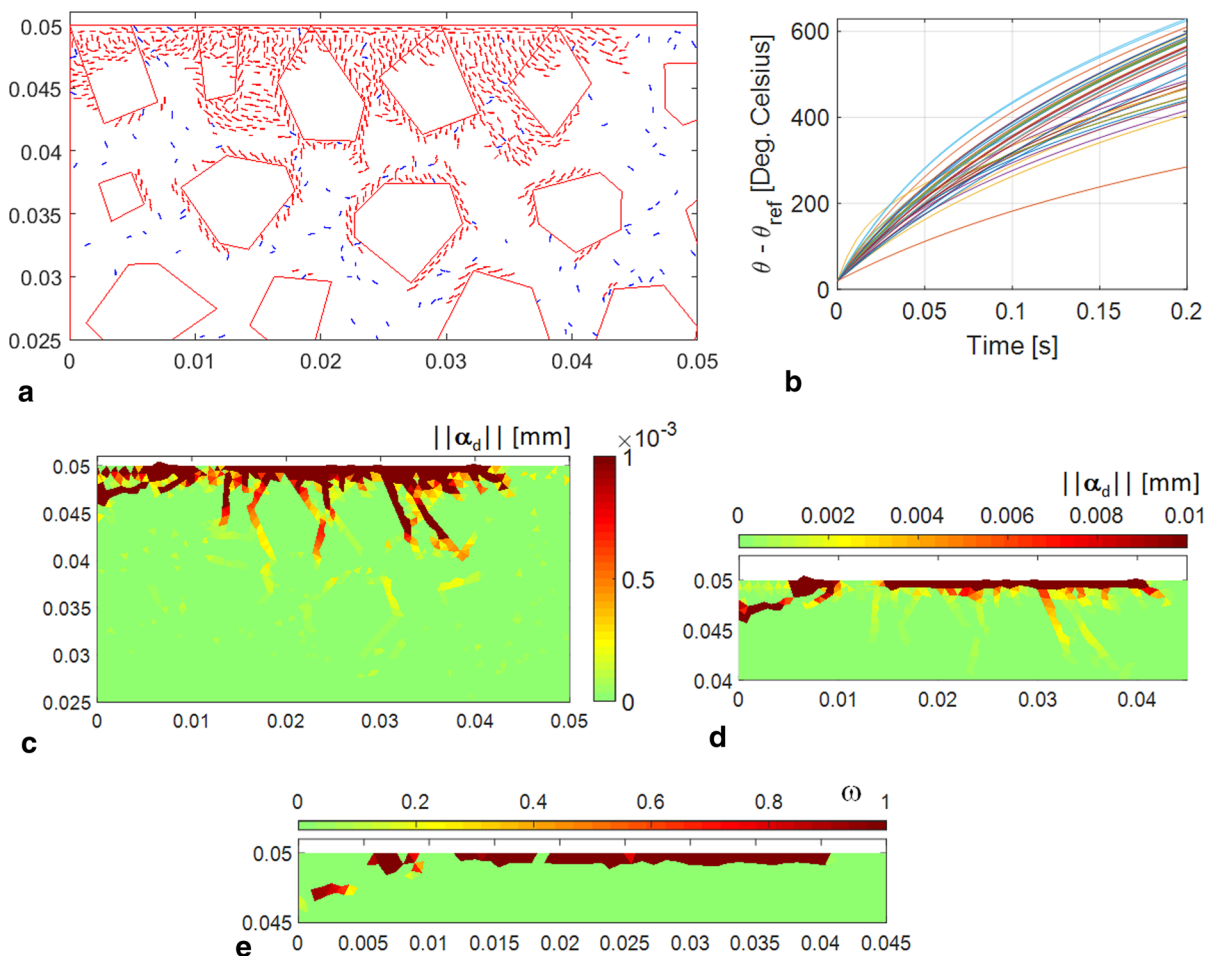 0.05
0.045
0.04
0.035
0.03
0.025
0 0.01 0.02 0.03 0.04 0.05
a
θ - θref [Deg. Celsius]
600
400
200
0
0 0.05 0.1 0.15 0.2
Time [s]
b
||αd|| [mm]
×10-3
1
0.5
0
0.05
0.045
0.04
0.035
0.03
0.025
0 0.01 0.02 0.03 0.04 0.05
c
||αd|| [mm]
0 0.002 0.004 0.006 0.008 0.01
0.05
0.045
0.04
0 0.01 0.02 0.03 0.04
d
0 0.2 0.4 0.6 0.8 ω 1
0.05
0.045
0 0.005 0.01 0.015 0.02 0.025 0.03 0.035 0.04 0.045
e